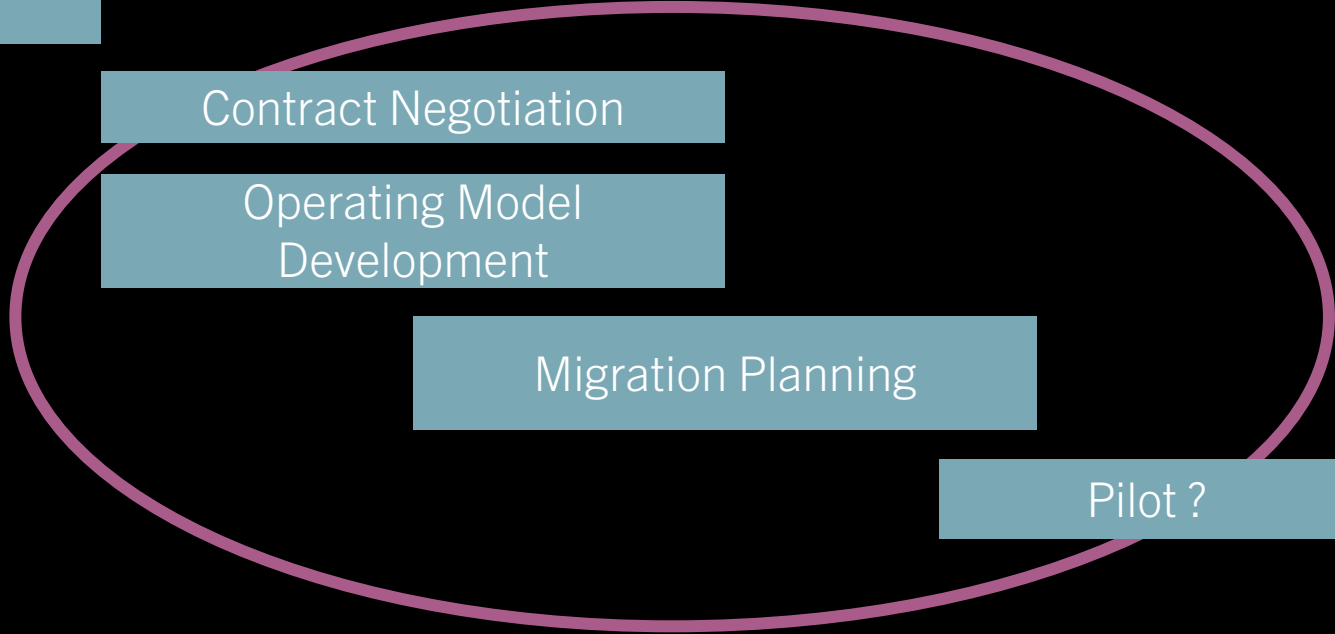 Contract Negotiation
Operating Model
Development
Migration Planning
Pilot ?